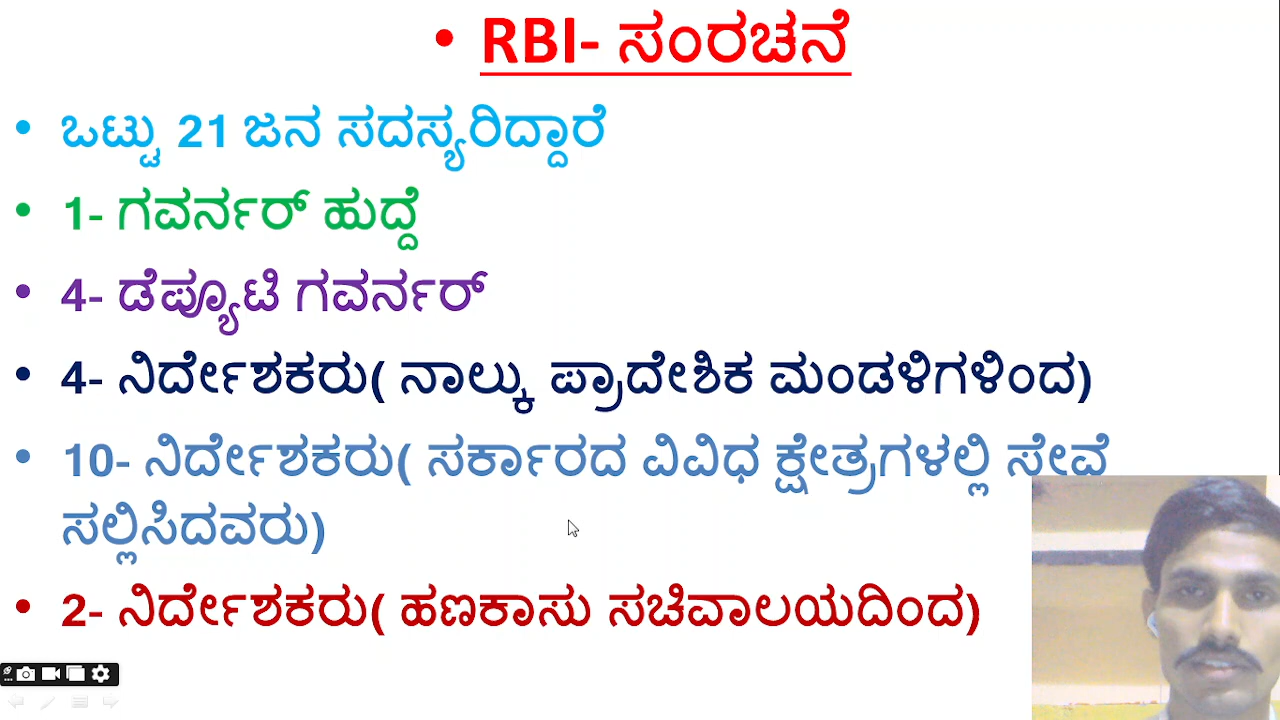 • RBI- ಸಂರಚನೆ
• ಒಟ್ಟು 21 ಜನ ಸದಸ್ಯರಿದ್ದಾರೆ
• 1- ಗವರ್ನರ್ ಹುದ್ದೆ
• 4- ಡೆಪ್ಯೂಟಿ ಗವರ್ನರ್
• 4- ನಿರ್ದೇಶಕರು( ನಾಲ್ಕು ಪ್ರಾದೇಶಿಕ ಮಂಡಳಿಗಳಿಂದ)
• 10- ನಿರ್ದೇಶಕರು( ಸರ್ಕಾರದ ವಿವಿಧ ಕ್ಷೇತ್ರಗಳಲ್ಲಿ ಸೇವೆ
ಸಲ್ಲಿಸಿದವರು)
• 2- ನಿರ್ದೇಶಕರು( ಹಣಕಾಸು ಸಚಿವಾಲಯದಿಂದ)